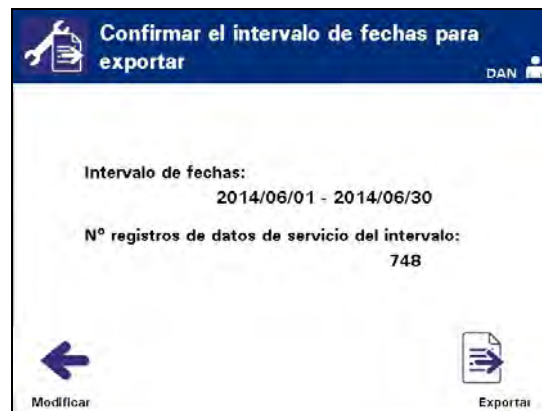 Confirmar el intervalo de fechas para
exportar
DAN
Intervalo de fechas:
2014/06/01 - 2014/06/30
Nº registros de datos de servicio del intervalo:
748
Modificar
Exportar